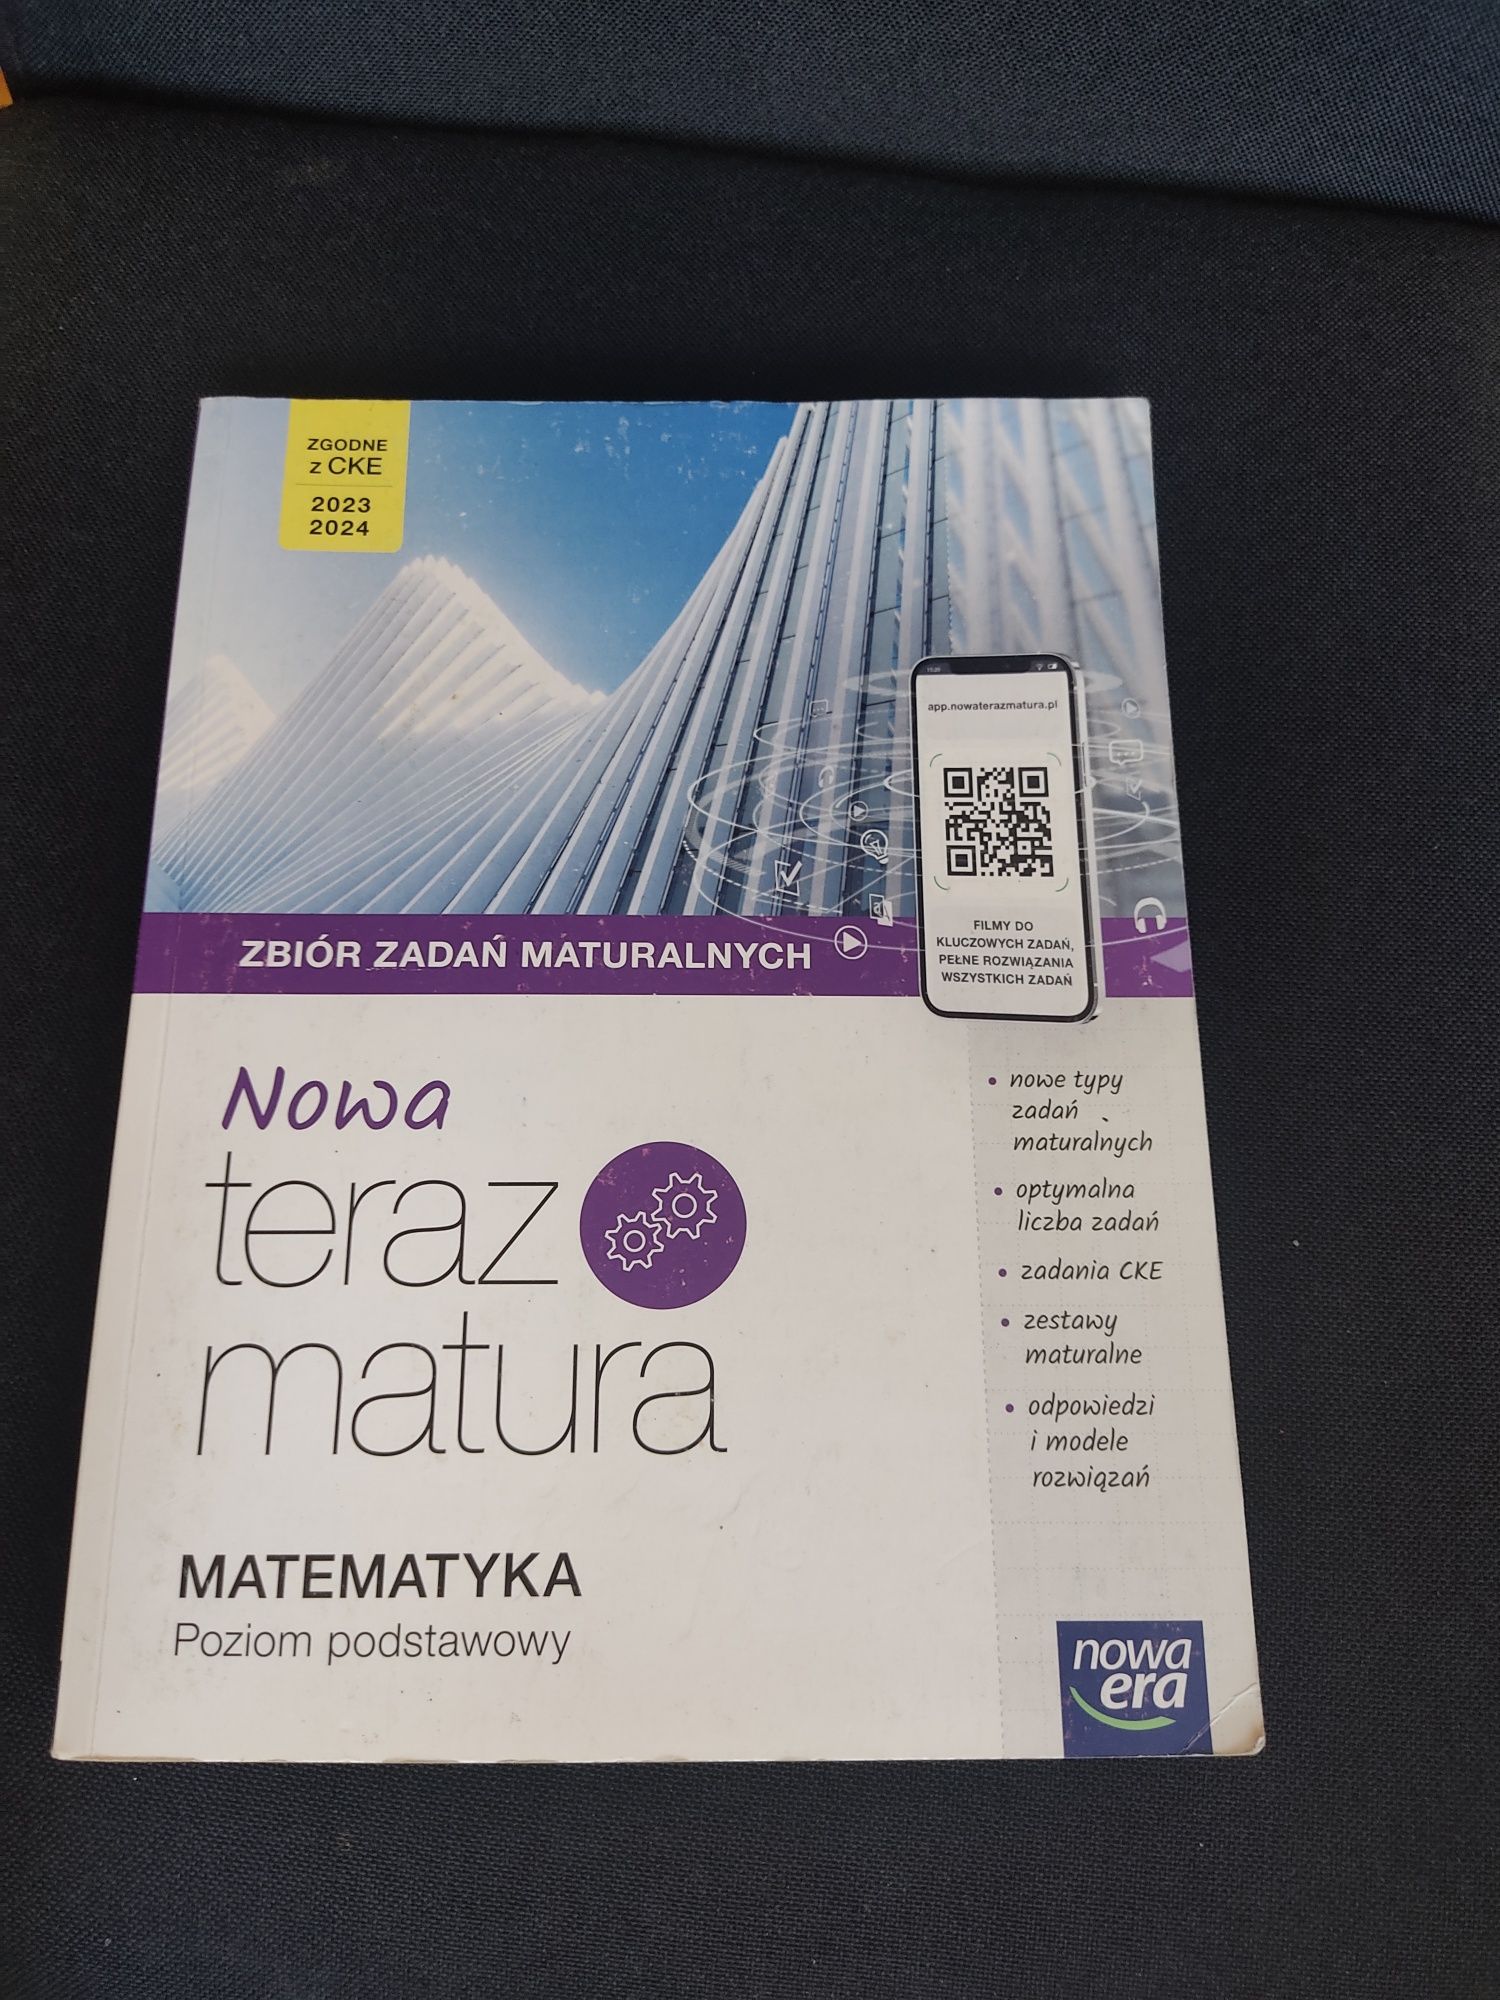 ZGODNE
z CKE
2023
2024
app.nowaterazmatura.pl
FILMY DO
KLUCZOWYCH ZADAŃ,
PEŁNE ROZWIĄZANIA
WSZYSTKICH ZADAŃ
ZBIÓR ZADAŃ MATURALNYCH
Nowa
teraz
matura
MATEMATYKA
Poziom podstawowy
• nowe typy
zadań
maturalnych
• optymalna
liczba zadań
• zadania CKE
• zestawy
maturalne
• odpowiedzi
i modele
rozwiązań
nowa
era